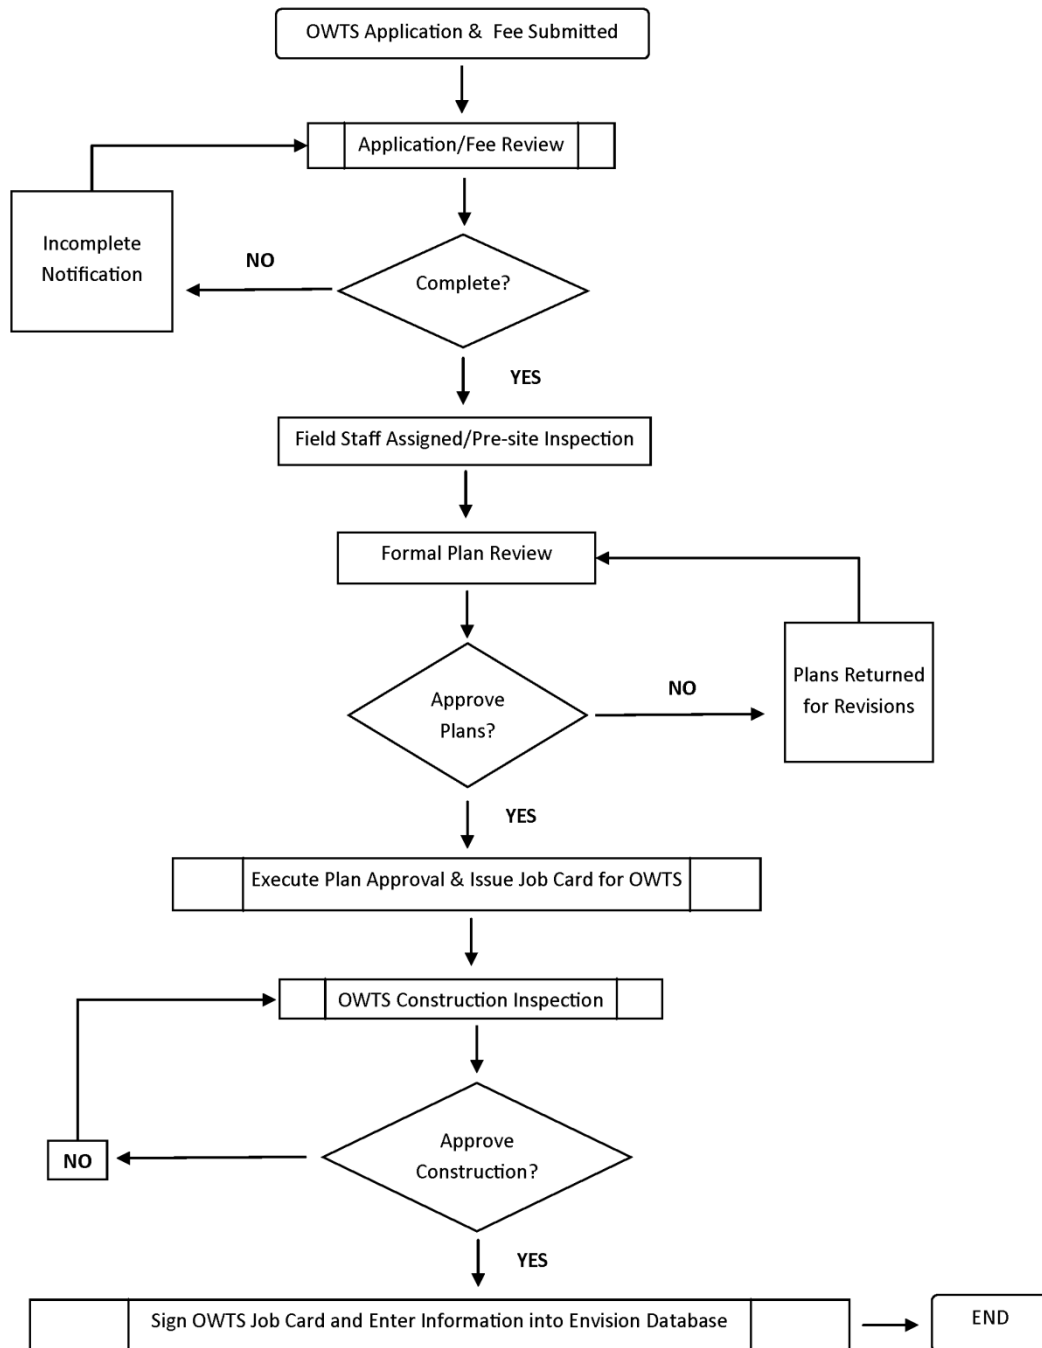 OWTS Application & Fee Submitted
Application/Fee Review
Incomplete
Notification
NO
Complete?
YES
Field Staff Assigned/Pre-site Inspection
Formal Plan Review
Approve
Plans?
NO
Plans Returned
for Revisions
YES
Execute Plan Approval & Issue Job Card for OWTS
OWTS Construction Inspection
Approve
Construction?
NO
YES
Sign OWTS Job Card and Enter Information into Envision Database
END